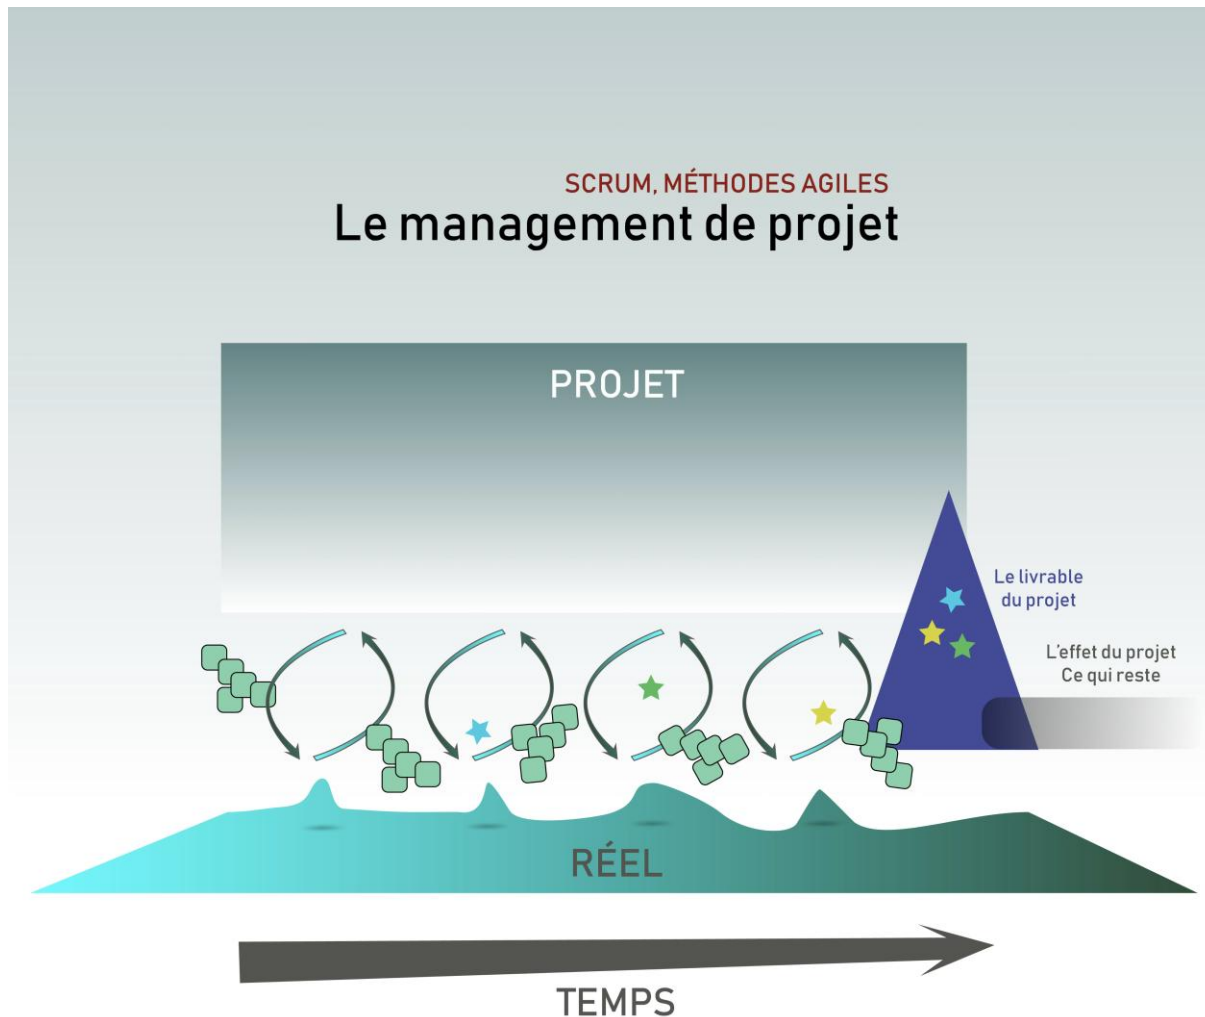 SCRUM, MÉTHODES AGILES
Le management de projet
PROJET
Le livrable
du projet
L'effet du projet
Ce qui reste
RÉEL
TEMPS